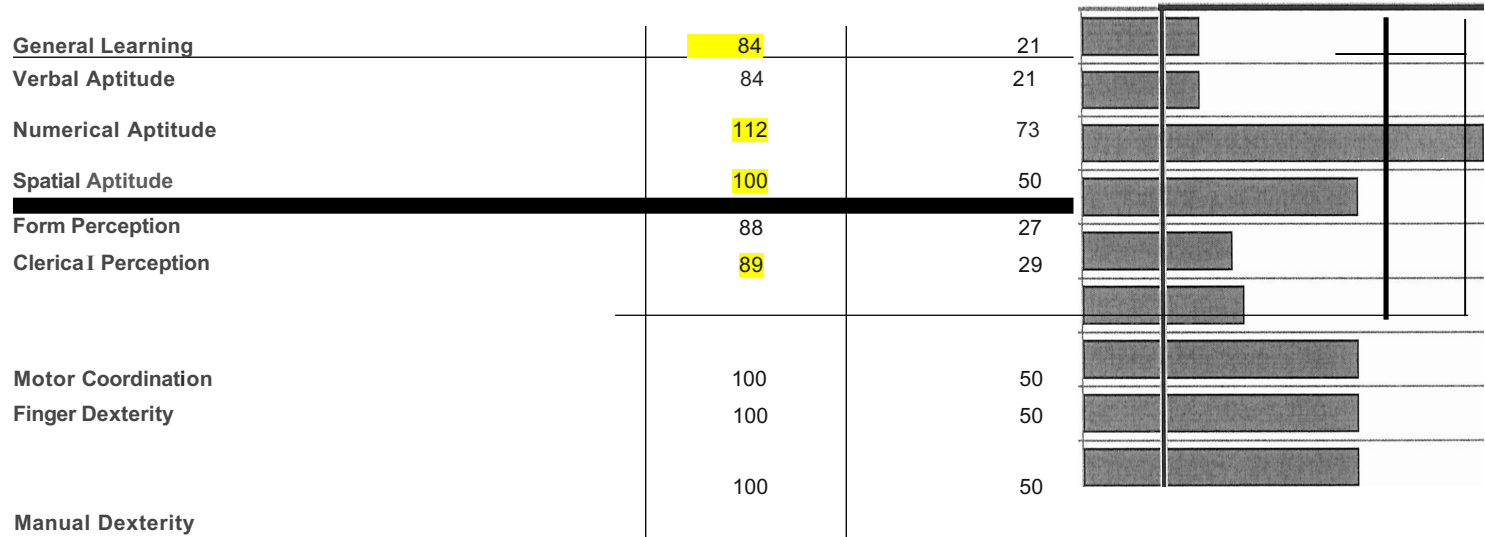 General Learning 84 21
Verbal Aptitude 84 21
Numerical Aptitude 112 73
Spatial Aptitude 100 50
Form Perception 88 27
ClericaI Perception 89 29
Motor Coordination 100 50
Finger Dexterity 100 50
100 50
Manual Dexterity